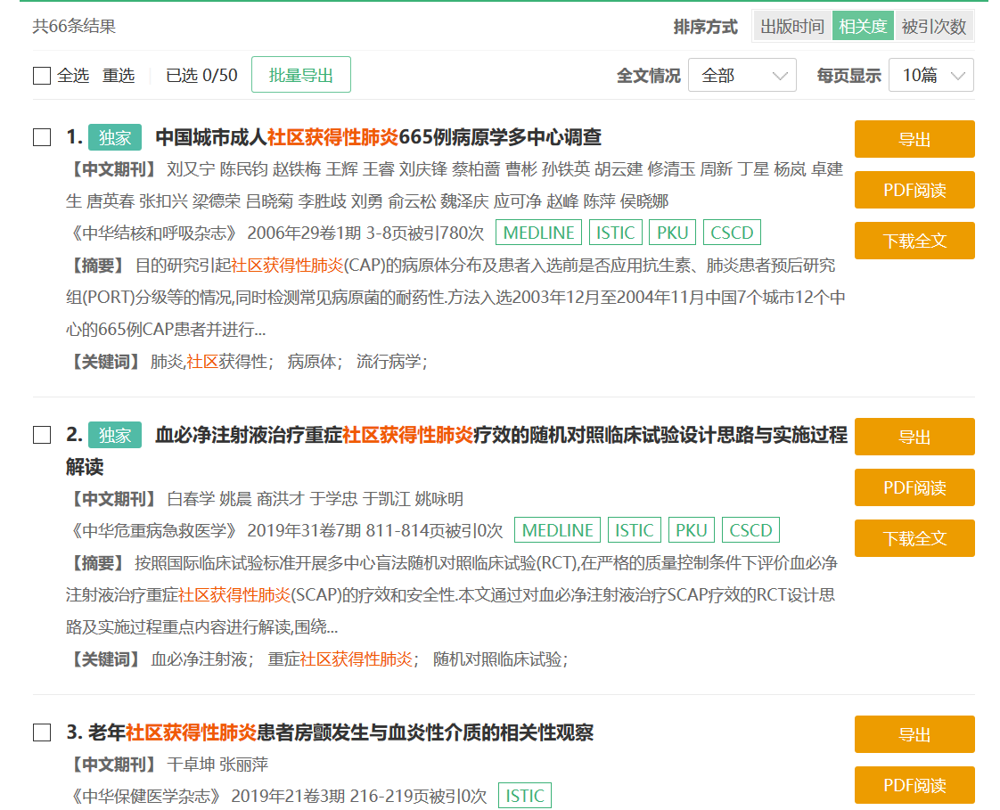 共66条结果
排序方式 出版时间 相关度 被引次数
全选 重选 已选 0/50 批量导出 全文情况 全部 每页显示 10篇
1. 独家 中国城市成人社区获得性肺炎665例病原学多中心调查
导出
【中文期刊】 刘又宁 陈民钧 赵铁梅 王辉 王睿 刘庆锋 蔡柏蔷 曹彬 孙铁英 胡云建 修清玉 周新 丁星 杨岚 卓建
PDF阅读
生 唐英春 张扣兴 梁德荣 吕晓菊 李胜歧 刘勇 俞云松 魏泽庆 应可净 赵峰 陈萍 侯晓娜
《中华结核和呼吸杂志》 2006年29卷1期 3-8页被引780次 MEDLINE ISTIC PKU CSCD
下载全文
【摘要】 目的研究引起社区获得性肺炎(CAP)的病原体分布及患者入选前是否应用抗生素、肺炎患者预后研究
组(PORT)分级等的情况,同时检测常见病原菌的耐药性.方法入选2003年12月至2004年11月中国7个城市12个中
心的665例CAP患者并进行...
【关键词】 肺炎,社区获得性； 病原体； 流行病学；
2. 独家 血必净注射液治疗重症社区获得性肺炎疗效的随机对照临床试验设计思路与实施过程
导出
解读
【中文期刊】 白春学 姚晨 商洪才 于学忠 于凯江 姚咏明
PDF阅读
《中华危重病急救医学》 2019年31卷7期 811-814页被引0次 MEDLINE ISTIC PKU CSCD
下载全文
【摘要】 按照国际临床试验标准开展多中心盲法随机对照临床试验(RCT),在严格的质量控制条件下评价血必净
注射液治疗重症社区获得性肺炎(SCAP)的疗效和安全性.本文通过对血必净注射液治疗SCAP疗效的RCT设计思
路及实施过程重点内容进行解读,围绕...
【关键词】 血必净注射液； 重症社区获得性肺炎； 随机对照临床试验；
3. 老年社区获得性肺炎患者房颤发生与血炎性介质的相关性观察
导出
【中文期刊】 干卓坤 张丽萍
PDF阅读
《中华保健医学杂志》 2019年21卷3期 216-219页被引0次 ISTIC